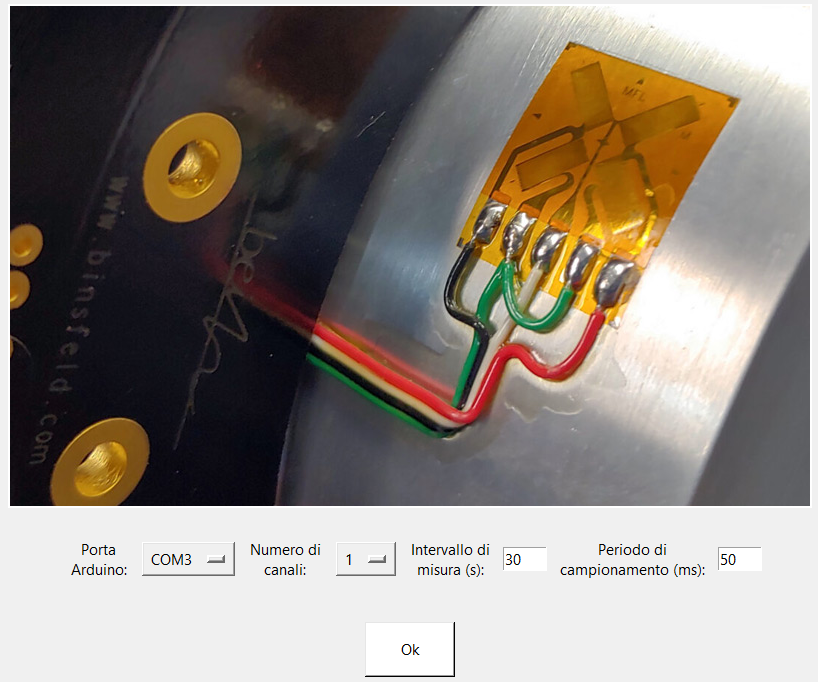 www.binsfeld.com
MFL
Porta
Arduino:
COM3
Numero di
canali:
1
Intervallo di
misura (s):
30
Periodo di
campionamento (ms):
50
Ok